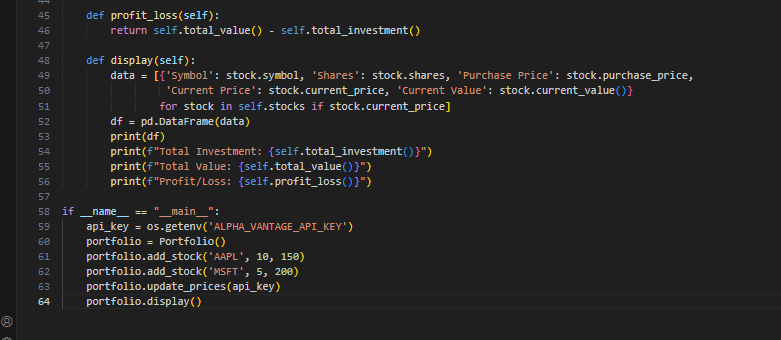 44
45 def profit_loss(self):
46 return self.total_value() - self.total_investment()
47
48 def display(self):
49 data = [{'Symbol': stock.symbol, 'Shares': stock.shares, 'Purchase Price': stock.purchase_price,
50 'Current Price': stock.current_price, 'Current Value': stock.current_value()}
51 for stock in self.stocks if stock.current_price]
52 df = pd.DataFrame(data)
53 print(df)
54 print(f"Total Investment: {self.total_investment()}")
55 print(f"Total Value: {self.total_value()}")
56 print(f"Profit/Loss: {self.profit_loss()}")
57
58 if __name__ == "__main__":
59 api_key = os.getenv('ALPHA_VANTAGE_API_KEY')
60 portfolio = Portfolio()
61 portfolio.add_stock('AAPL', 10, 150)
62 portfolio.add_stock('MSFT', 5, 200)
63 portfolio.update_prices(api_key)
64 portfolio.display()